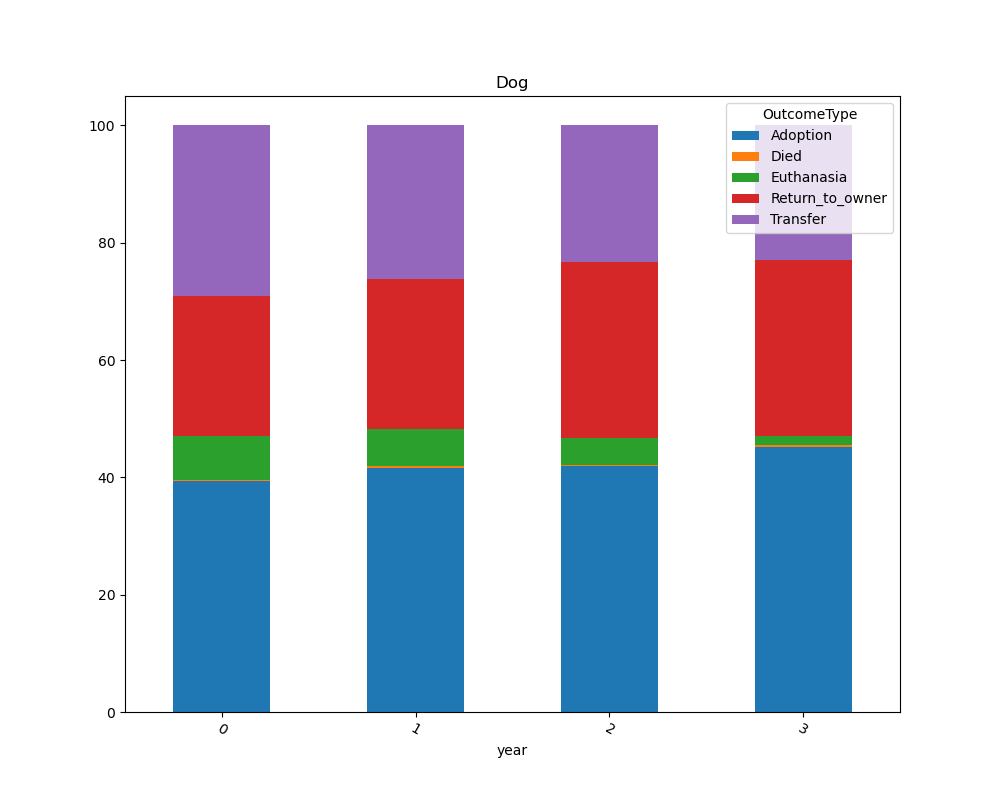 Dog
OutcomeType
Adoption
Died
Euthanasia
Return_to_owner
Transfer
100
80
60
40
20
0
0
1
2
3
year